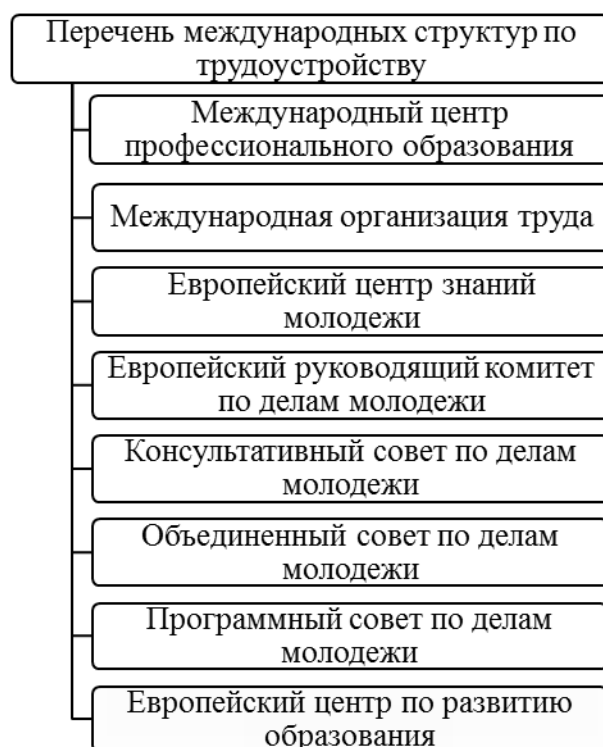 Перечень международных структур по
трудоустройству
Международный центр
профессионального образования
Международная организация труда
Европейский центр знаний
молодежи
Европейский руководящий комитет
по делам молодежи
Консультативный совет по делам
молодежи
Объединенный совет по делам
молодежи
Программный совет по делам
молодежи
Европейский центр по развитию
образования